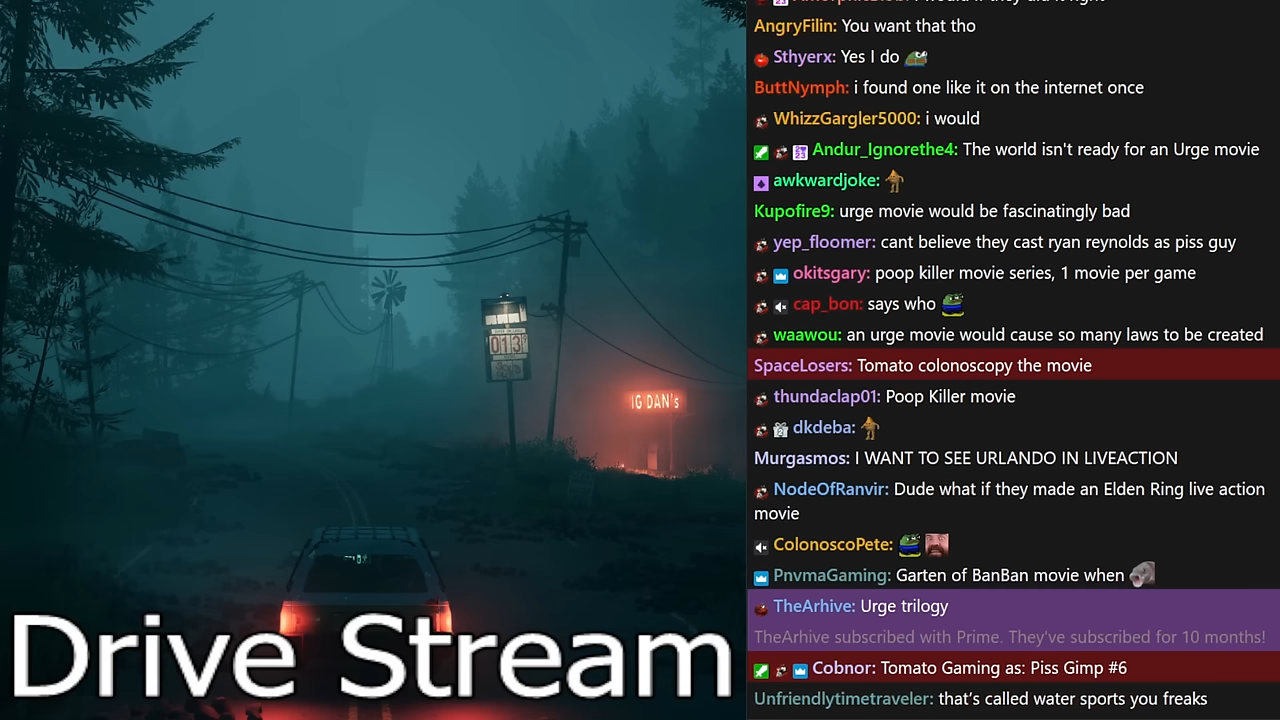 AngryFilin: You want that tho
Sthyerx: Yes I do
ButtNymph: i found one like it on the internet once
WhizzGargler5000: i would
Andur_Ignorethe4: The world isn't ready for an Urge movie
awkwardjoke:
Kupofire9: urge movie would be fascinatingly bad
yep_floomer: cant believe they cast ryan reynolds as piss guy
okitsgary: poop killer movie series, 1 movie per game
cap_bon: says who
waawou: an urge movie would cause so many laws to be created
SpaceLosers: Tomato colonoscopy the movie
thundaclap01: Poop Killer movie
dkdeba:
Murgasmos: I WANT TO SEE URLANDO IN LIVEACTION
NodeOfRanvir: Dude what if they made an Elden Ring live action
movie
ColonoscoPete:
PnvmaGaming: Garten of BanBan movie when
TheArhive: Urge trilogy
TheArhive subscribed with Prime. They've subscribed for 10 months!
Cobnor: Tomato Gaming as: Piss Gimp #6
Unfriendlytimetraveler: that's called water sports you freaks
013
IG DAN's
Drive Stream